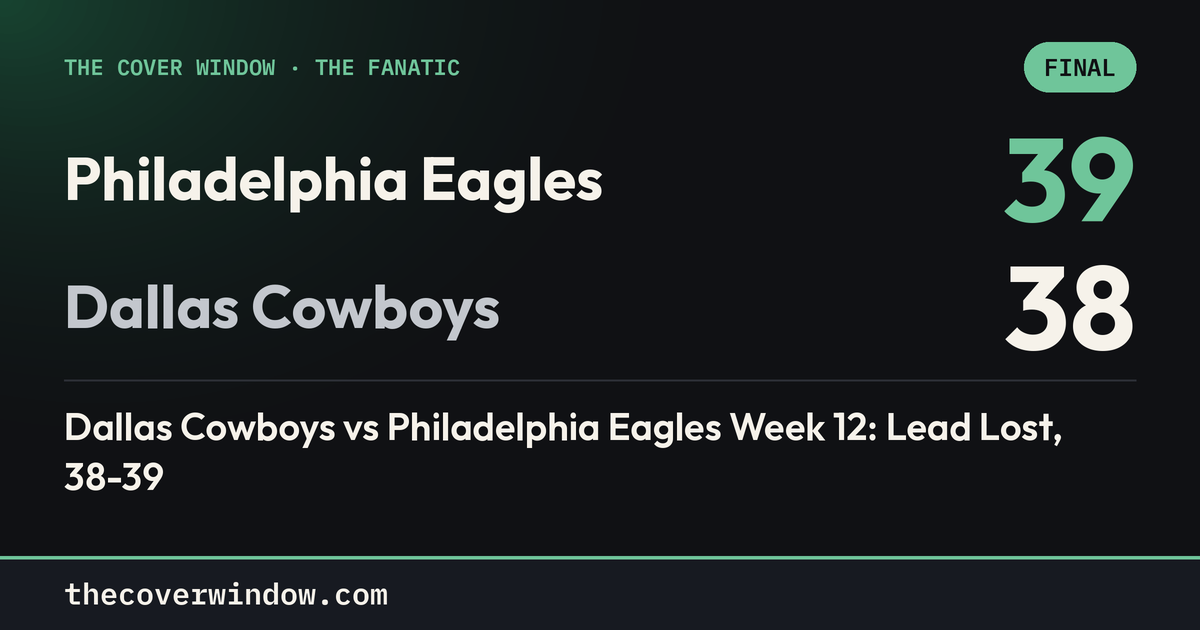 THE COVER WINDOW · THE FANATIC
FINAL
Philadelphia Eagles
39
Dallas Cowboys
38
Dallas Cowboys vs Philadelphia Eagles Week 12: Lead Lost,
38-39
thecoverwindow.com